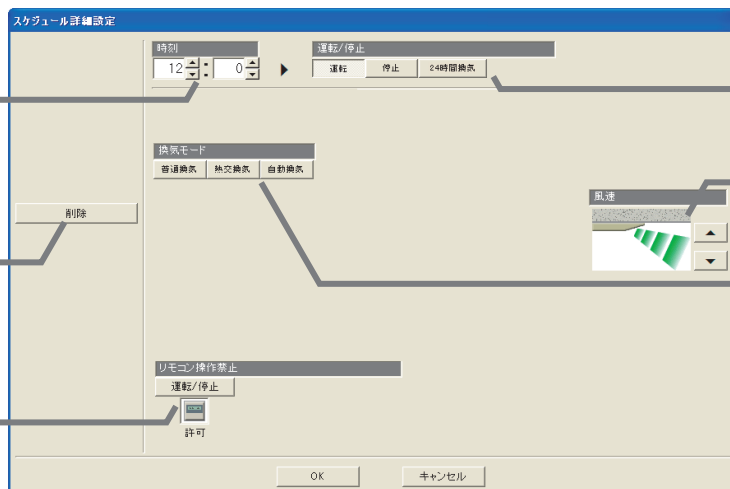 スケジュール詳細設定
時刻
12 : 0
運転/停止
運転 停止 24時間換気
換気モード
普通換気 熱交換気 自動換気
風速
削除
リモコン操作禁止
運転/停止
許可
OK キャンセル